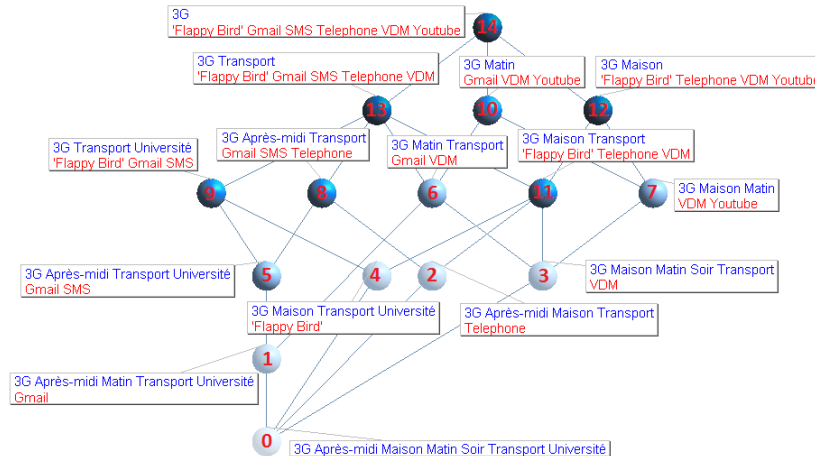 3G
'Flappy Bird' Gmail SMS Telephone VDM Youtube
14
3G Transport
'Flappy Bird' Gmail SMS Telephone VDM
3G Matin
Gmail VDM Youtube
3G Maison
'Flappy Bird' Telephone VDM Youtube
13
10
12
3G Transport Université
'Flappy Bird' Gmail SMS
3G Après-midi Transport
Gmail SMS Telephone
3G Matin Transport
Gmail VDM
3G Maison Transport
'Flappy Bird' Telephone VDM
9
8
6
11
7
3G Maison Matin
VDM Youtube
3G Après-midi Transport Université
Gmail SMS
5
4
2
3
3G Maison Matin Soir Transport
VDM
3G Maison Transport Université
'Flappy Bird'
3G Après-midi Maison Transport
Telephone
1
3G Après-midi Matin Transport Université
Gmail
0
3G Après-midi Maison Matin Soir Transport Université